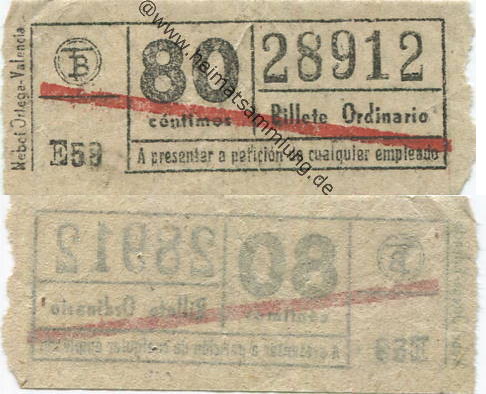 Nebot Ortega-Valencia
TB
E59
80
céntimos
28912
Billete Ordinario
A presentar a petición de cualquier empleado
@www.heimatsammlung.de